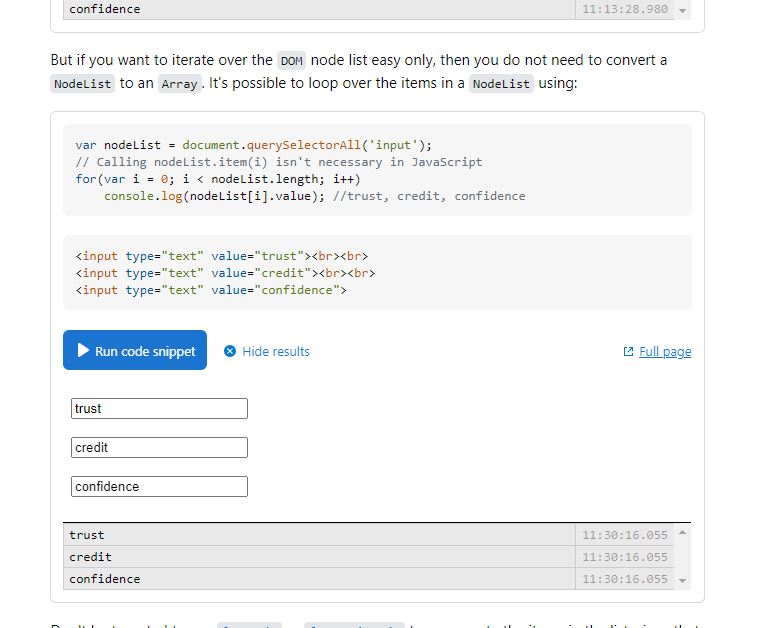 confidence 11:13:28.980
But if you want to iterate over the DOM node list easy only, then you do not need to convert a
NodeList to an Array. It's possible to loop over the items in a NodeList using:
var nodeList = document.querySelectorAll('input');
// Calling nodeList.item(i) isn't necessary in JavaScript
for(var i = 0; i < nodeList.length; i++)
    console.log(nodeList[i].value); //trust, credit, confidence
<input type="text" value="trust"><br><br>
<input type="text" value="credit"><br><br>
<input type="text" value="confidence">
Run code snippet Hide results Full page
trust
credit
confidence
trust 11:30:16.055
credit 11:30:16.055
confidence 11:30:16.055